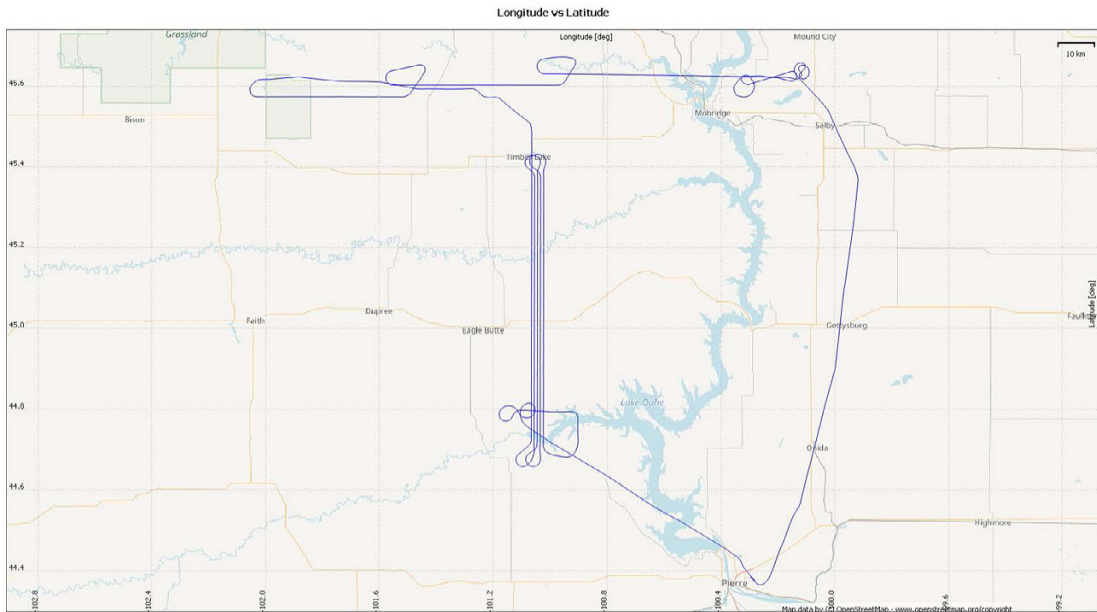 Longitude vs Latitude
Grassland
Longitude [deg]
Mound City
10 km
45.6
Bison
Mobridge
Selby
45.4
Timber Lake
45.2
Latitude [deg]
Dupree
Faith
45.0
Eagle Butte
Gettysburg
Faulk
44.8
Lake Oahe
Onida
44.6
Highmore
44.4
Pierre
-102.8
-102.4
-102.0
-101.6
-101.2
-100.8
-100.4
-100.0
-99.6
-99.2
Map data by (C) OpenStreetMap - www.openstreetmap.org/copyright